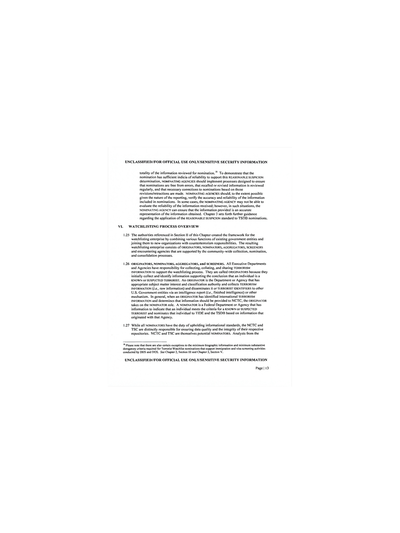 UNCLASSIFIED//FOR OFFICIAL USE ONLY/SENSITIVE SECURITY INFORMATION
totality of the information reviewed for nomination. To demonstrate that the
nomination has sufficient indicia of reliability to support this REASONABLE SUSPICION
determination, NOMINATING AGENCIES should implement processes designed to ensure
that nominations are free from errors, that recalled or revised information is reviewed
regularly, and that necessary corrections to nominations based on those
revisions/retractions are made. NOMINATING AGENCIES should, to the extent possible
given the nature of the reporting, verify the accuracy and reliability of the information
included in nominations. In some cases, the NOMINATING AGENCY may not be able to
evaluate the reliability of the information received; however, in such situations, the
NOMINATING AGENCY can ensure that the information provided is an accurate
representation of the information obtained. Chapter 3 sets forth further guidance
regarding the application of the REASONABLE SUSPICION standard to TIDE nominations.
VI. WATCHLISTING PROCESS OVERVIEW
1.25 The authorities referenced in Section II of this Chapter created the framework for the
watchlisting enterprise by combining various functions of existing government entities and
joining them to new organizations with counterterrorism responsibilities. The resulting
watchlisting enterprise consists of ORIGINATORS, NOMINATORS, AGGREGATORS, SCREENERS
and encountering agencies that are supported by the community-wide collection, nomination,
and consolidation processes.
1.26 ORIGINATORS, NOMINATORS, AGGREGATORS, and SCREENERS. All Executive Departments
and Agencies have responsibility for collecting, collating, and sharing TERRORISM
INFORMATION to support the watchlisting process. They are called ORIGINATORS because they
initially collect and identify information supporting the conclusion that an individual is a
KNOWN or SUSPECTED TERRORIST. An ORIGINATOR is the Department or Agency that has
appropriate subject matter interest and classification authority and collects TERRORISM
INFORMATION (i.e., raw information) and disseminates it or TERRORIST IDENTIFIERS to other
U.S. Government entities via an intelligence report (i.e., finished intelligence) or other
mechanism. In general, when an ORIGINATOR has identified international TERRORISM
INFORMATION and determines that information should be provided to NCTC, the ORIGINATOR
takes on the NOMINATOR role. A NOMINATOR is a Federal Department or Agency that has
information to indicate that an individual meets the criteria for a KNOWN or SUSPECTED
TERRORIST and nominates that individual to TIDE and the TSDB based on information that
originated with that Agency
1.27 While all NOMINATORS have the duty of upholding informational standards, the NCTC and
TSC are distinctly responsible for ensuring data quality and the integrity of their respective
repositories. NCTC and TSC are themselves potential NOMINATORS. Analysts from the
Please note that there are also certain exceptions to the minimum biographic information and minimum substantive
derogatory criteria required for Terrorist Watchlist nominations that support immigration and visa screening activities
conducted by DHS and DOS. See Chapter 2, Section III and Chapter 3, Section V.
UNCLASSIFIED//FOR OFFICIAL USE ONLY/SENSITIVE SECURITY INFORMATION
Page | 13